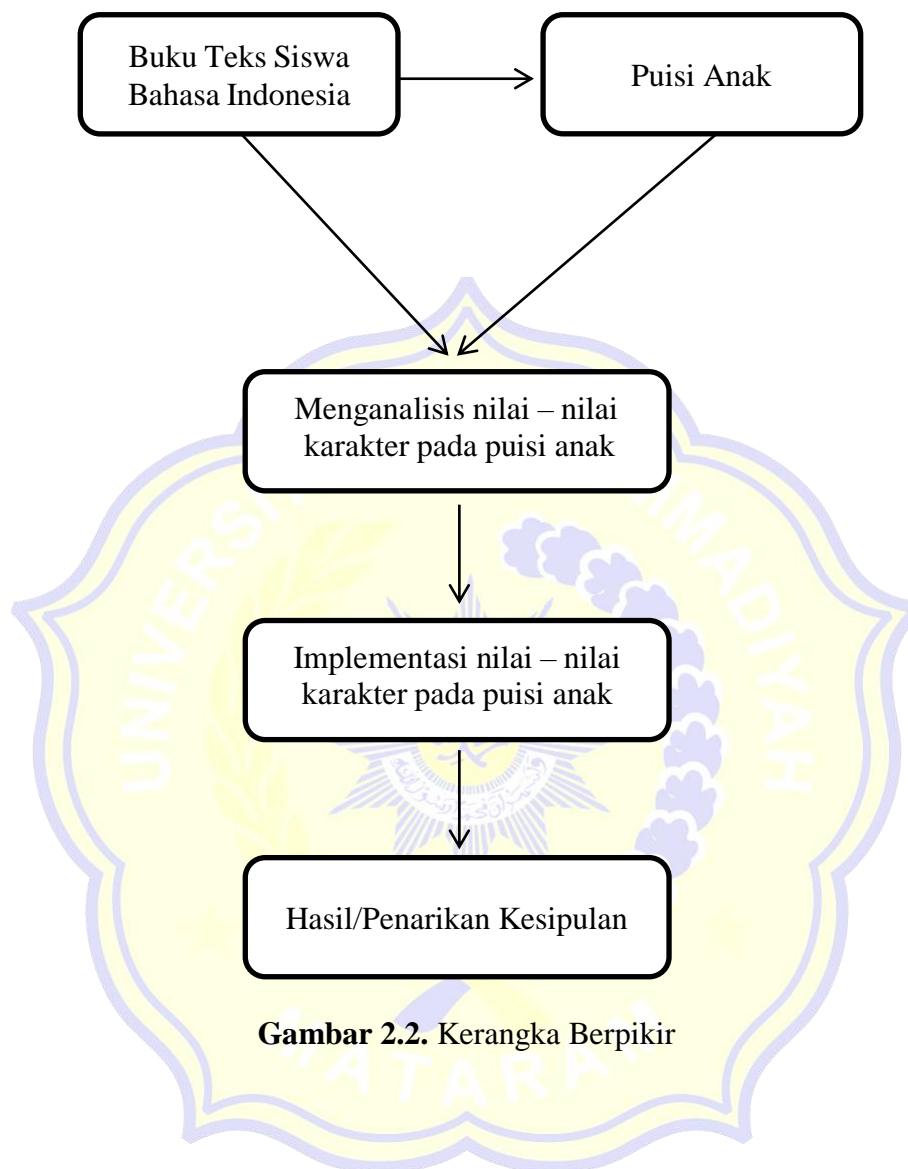 Buku Teks Siswa
Bahasa Indonesia
Puisi Anak
Menganalisis nilai – nilai
karakter pada puisi anak
Implementasi nilai – nilai
karakter pada puisi anak
Hasil/Penarikan Kesipulan
Gambar 2.2. Kerangka Berpikir
MATARAM